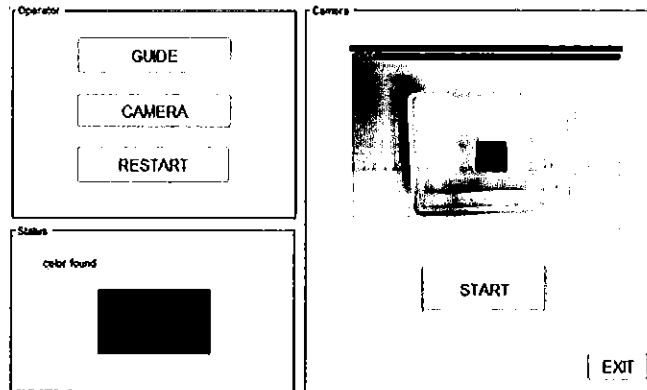 Operator
GUIDE
CAMERA
RESTART
Status
color found
Camera
START
EXIT